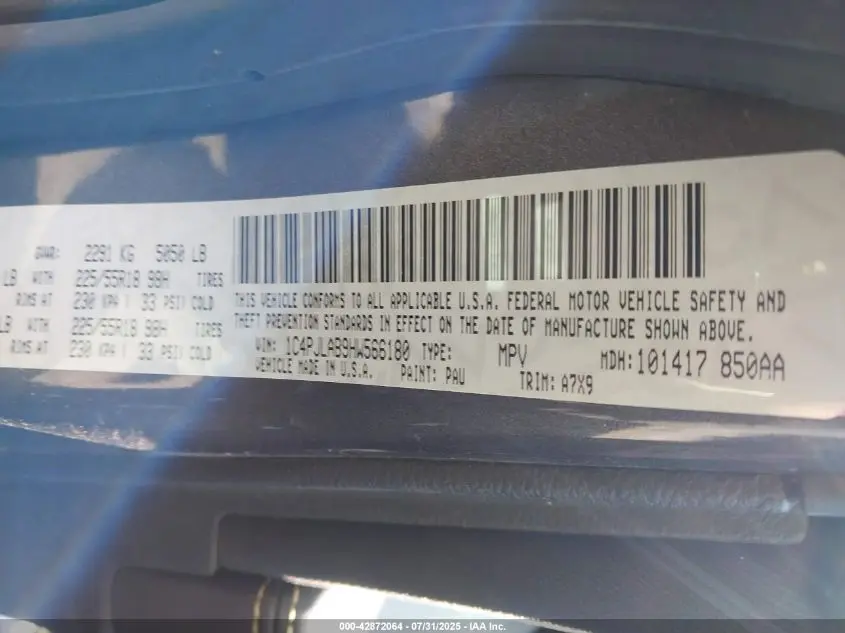 GVWR: 2291 KG 5050 LB
LB WITH 225/55R18 98H TIRES
RIMS AT 230 KPA / 33 PSI COLD
LB WITH 225/55R18 98H TIRES
RIMS AT 230 KPA / 33 PSI COLD
THIS VEHICLE CONFORMS TO ALL APPLICABLE U.S.A. FEDERAL MOTOR VEHICLE SAFETY AND
THEFT PREVENTION STANDARDS IN EFFECT ON THE DATE OF MANUFACTURE SHOWN ABOVE.
VIN: 1C4PJLAB9HW566180 TYPE: MPV MDH: 101417 850AA
VEHICLE MADE IN U.S.A. PAINT: PAU TRIM: A7X9
000-42872064 - 07/31/2025 - IAA Inc.